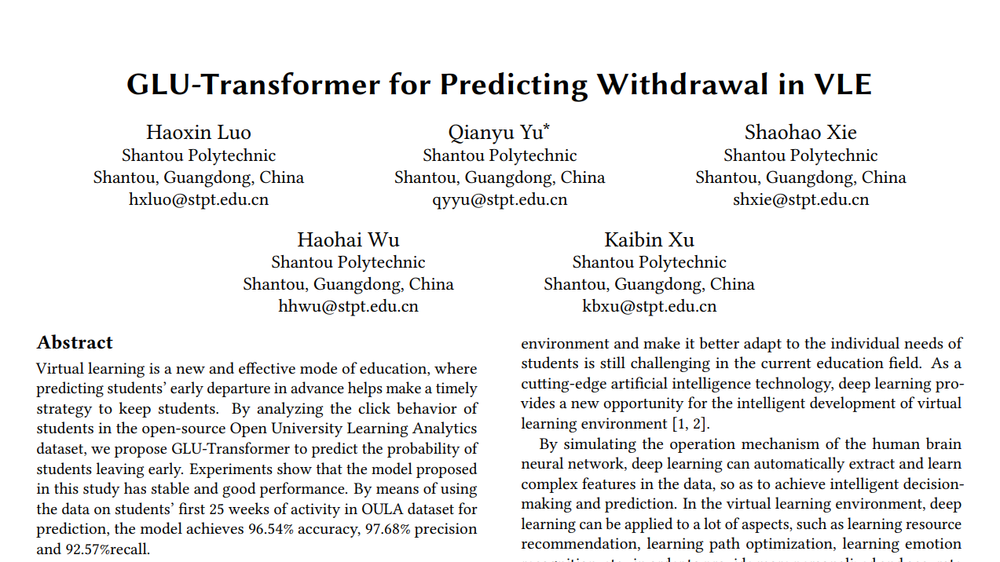 GLU-Transformer for Predicting Withdrawal in VLE
Haoxin Luo
Shantou Polytechnic
Shantou, Guangdong, China
hxluo@stpt.edu.cn
Qianyu Yu*
Shantou Polytechnic
Shantou, Guangdong, China
qyyu@stpt.edu.cn
Shaohao Xie
Shantou Polytechnic
Shantou, Guangdong, China
shxie@stpt.edu.cn
Haohai Wu
Shantou Polytechnic
Shantou, Guangdong, China
hhwu@stpt.edu.cn
Kaibin Xu
Shantou Polytechnic
Shantou, Guangdong, China
kbxu@stpt.edu.cn
Abstract
Virtual learning is a new and effective mode of education, where
predicting students' early departure in advance helps make a timely
strategy to keep students. By analyzing the click behavior of
students in the open-source Open University Learning Analytics
dataset, we propose GLU-Transformer to predict the probability of
students leaving early. Experiments show that the model proposed
in this study has stable and good performance. By means of using
the data on students' first 25 weeks of activity in OULA dataset for
prediction, the model achieves 96.54% accuracy, 97.68% precision
and 92.57%recall.
environment and make it better adapt to the individual needs of
students is still challenging in the current education field. As a
cutting-edge artificial intelligence technology, deep learning pro-
vides a new opportunity for the intelligent development of virtual
learning environment [1, 2].
By simulating the operation mechanism of the human brain
neural network, deep learning can automatically extract and learn
complex features in the data, so as to achieve intelligent decision-
making and prediction. In the virtual learning environment, deep
learning can be applied to a lot of aspects, such as learning resource
recommendation, learning path optimization, learning emotion